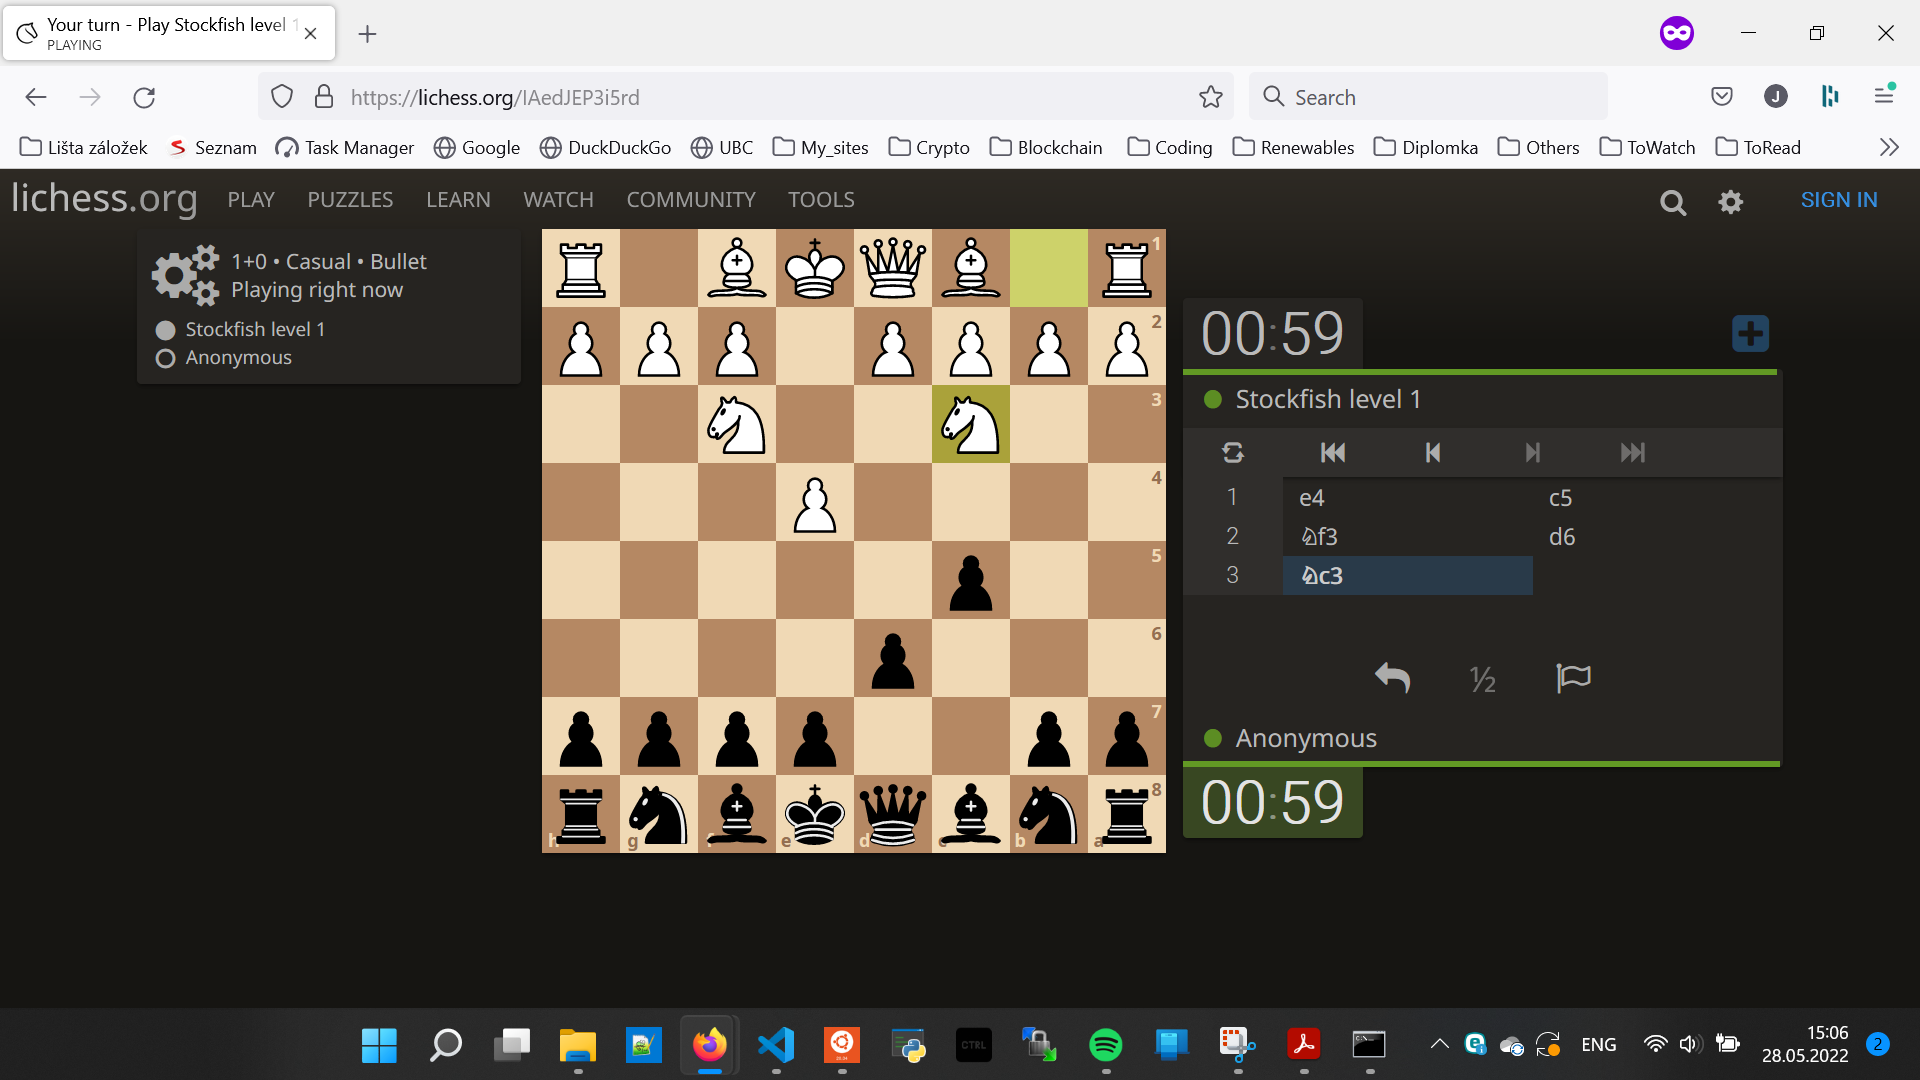 Your turn - Play Stockfish level 1
PLAYING
https://lichess.org/IAedJEP3i5rd
Search
Lišta záložek
Seznam
Task Manager
Google
DuckDuckGo
UBC
My_sites
Crypto
Blockchain
Coding
Renewables
Diplomka
Others
ToWatch
ToRead
lichess.org
PLAY
PUZZLES
LEARN
WATCH
COMMUNITY
TOOLS
SIGN IN
1+0 • Casual • Bullet
Playing right now
Stockfish level 1
Anonymous
1
2
3
4
5
6
7
8
h g f e d c b a
00:59
Stockfish level 1
1 e4 c5
2 ♘f3 d6
3 ♘c3
½
Anonymous
00:59
CTRL
ENG
15:06
28.05.2022
2